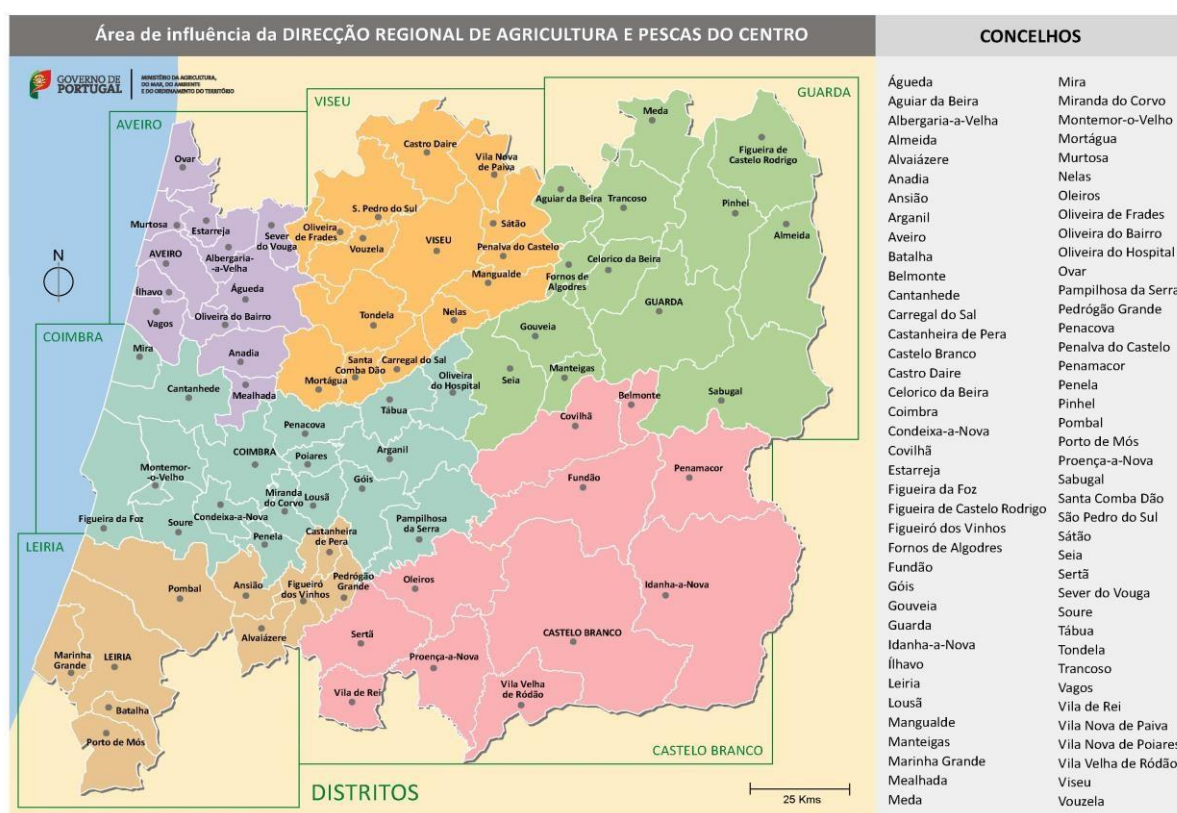 Área de influência da DIRECÇÃO REGIONAL DE AGRICULTURA E PESCAS DO CENTRO
GOVERNO DE
PORTUGAL
MINISTÉRIO DA AGRICULTURA,
DO MAR, DO AMBIENTE
E DO ORDENAMENTO DO TERRITÓRIO
AVEIRO
VISEU
GUARDA
COIMBRA
LEIRIA
CASTELO BRANCO
DISTRITOS
N
25 Kms
Ovar
Murtosa
Estarreja
Sever
do Vouga
AVEIRO
Albergaria-
-a-Velha
Ílhavo
Águeda
Vagos
Oliveira do Bairro
Anadia
Mealhada
Castro Daire
Vila Nova
de Paiva
S. Pedro do Sul
Oliveira
de Frades
Vouzela
VISEU
Sátão
Penalva do Castelo
Mangualde
Tondela
Nelas
Santa
Comba Dão
Carregal do Sal
Mortágua
Meda
Figueira de
Castelo Rodrigo
Aguiar da Beira
Trancoso
Pinhel
Almeida
Celorico da Beira
Fornos de
Algodres
GUARDA
Gouveia
Seia
Manteigas
Sabugal
Mira
Cantanhede
Oliveira
do Hospital
Tábua
Penacova
COIMBRA
Poiares
Arganil
Montemor-
-o-Velho
Miranda
do Corvo
Lousã
Góis
Figueira da Foz
Soure
Condeixa-a-Nova
Penela
Pampilhosa
da Serra
Castanheira
de Pera
Pombal
Ansião
Figueiró
dos Vinhos
Pedrógão
Grande
Alvaiázere
Marinha
Grande
LEIRIA
Batalha
Porto de Mós
Belmonte
Covilhã
Fundão
Penamacor
Oleiros
Idanha-a-Nova
Sertã
CASTELO BRANCO
Proença-a-Nova
Vila de Rei
Vila Velha
de Ródão
CONCELHOS
Águeda
Aguiar da Beira
Albergaria-a-Velha
Almeida
Alvaiázere
Anadia
Ansião
Arganil
Aveiro
Batalha
Belmonte
Cantanhede
Carregal do Sal
Castanheira de Pera
Castelo Branco
Castro Daire
Celorico da Beira
Coimbra
Condeixa-a-Nova
Covilhã
Estarreja
Figueira da Foz
Figueira de Castelo Rodrigo
Figueiró dos Vinhos
Fornos de Algodres
Fundão
Góis
Gouveia
Guarda
Idanha-a-Nova
Ílhavo
Leiria
Lousã
Mangualde
Manteigas
Marinha Grande
Mealhada
Meda
Mira
Miranda do Corvo
Montemor-o-Velho
Mortágua
Murtosa
Nelas
Oleiros
Oliveira de Frades
Oliveira do Bairro
Oliveira do Hospital
Ovar
Pampilhosa da Serra
Pedrógão Grande
Penacova
Penalva do Castelo
Penamacor
Penela
Pinhel
Pombal
Porto de Mós
Proença-a-Nova
Sabugal
Santa Comba Dão
São Pedro do Sul
Sátão
Seia
Sertã
Sever do Vouga
Soure
Tábua
Tondela
Trancoso
Vagos
Vila de Rei
Vila Nova de Paiva
Vila Nova de Poiares
Vila Velha de Ródão
Viseu
Vouzela